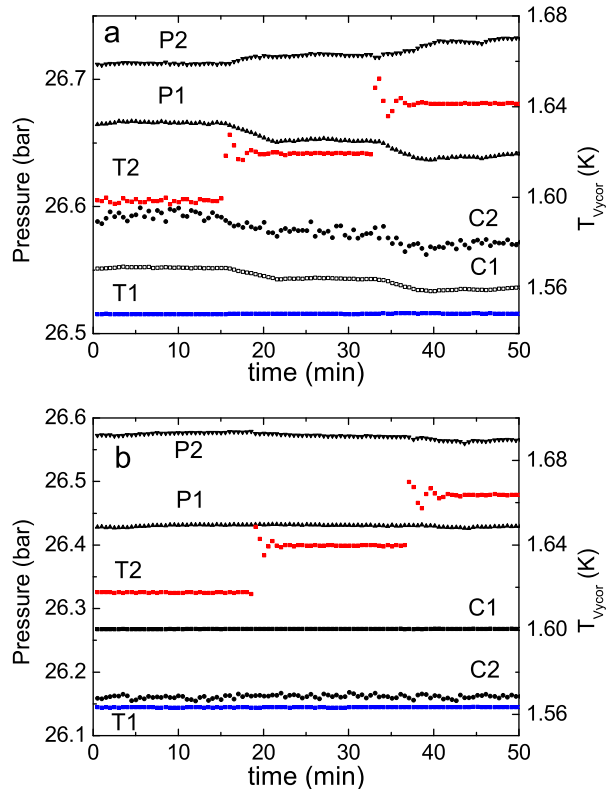 a
P2
P1
T2
C2
C1
T1
26.7
26.6
26.5
1.68
1.64
1.60
1.56
Pressure (bar)
T_Vycor (K)
0 10 20 30 40 50
time (min)
b
P2
P1
T2
C1
C2
T1
26.6
26.5
26.4
26.3
26.2
26.1
1.68
1.64
1.60
1.56
Pressure (bar)
T_Vycor (K)
0 10 20 30 40 50
time (min)